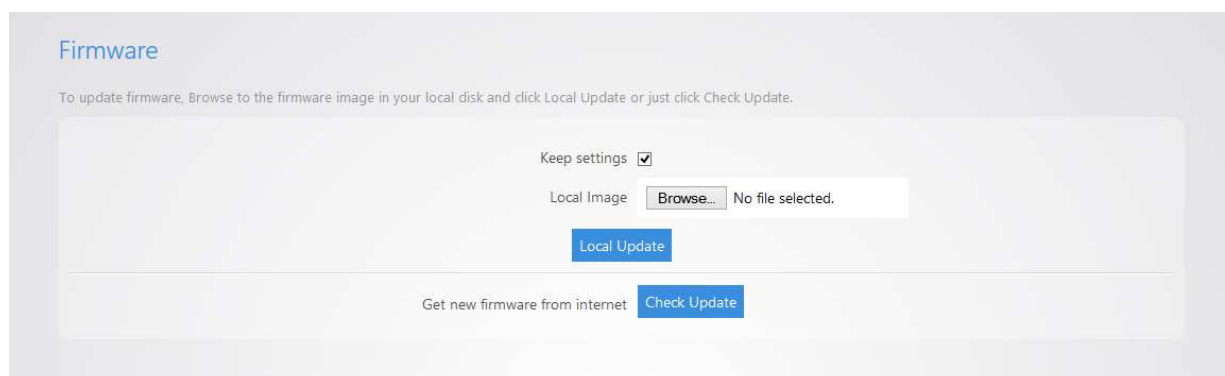 Firmware
To update firmware, Browse to the firmware image in your local disk and click Local Update or just click Check Update.
Keep settings
Local Image Browse... No file selected.
Local Update
Get new firmware from internet Check Update